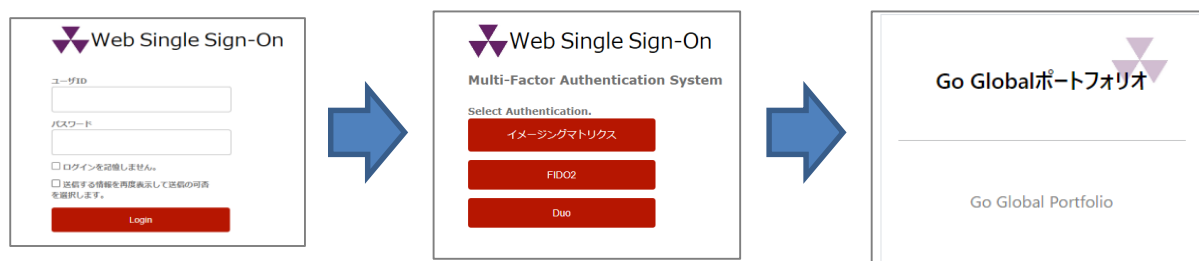 Web Single Sign-On
ユーザID
パスワード
ログインを記憶しません。
送信する情報を再度表示して送信の可否
を選択します。
Login
Web Single Sign-On
Multi-Factor Authentication System
Select Authentication.
イメージングマトリクス
FIDO2
Duo
Go Globalポートフォリオ
Go Global Portfolio